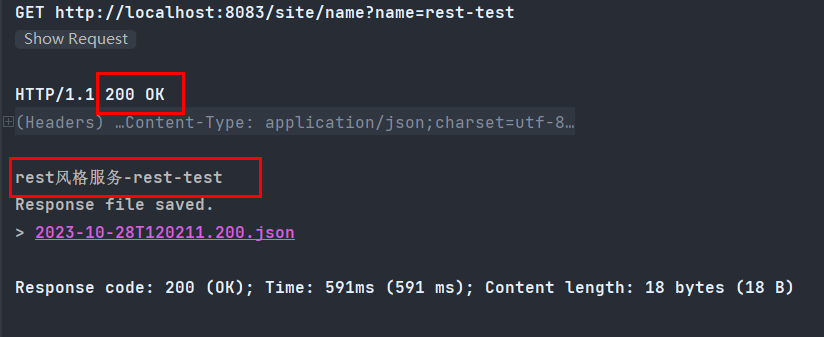 GET http://localhost:8083/site/name?name=rest-test
Show Request
HTTP/1.1 200 OK
(Headers) …Content-Type: application/json;charset=utf-8…
rest风格服务-rest-test
Response file saved.
> 2023-10-28T120211.200.json
Response code: 200 (OK); Time: 591ms (591 ms); Content length: 18 bytes (18 B)